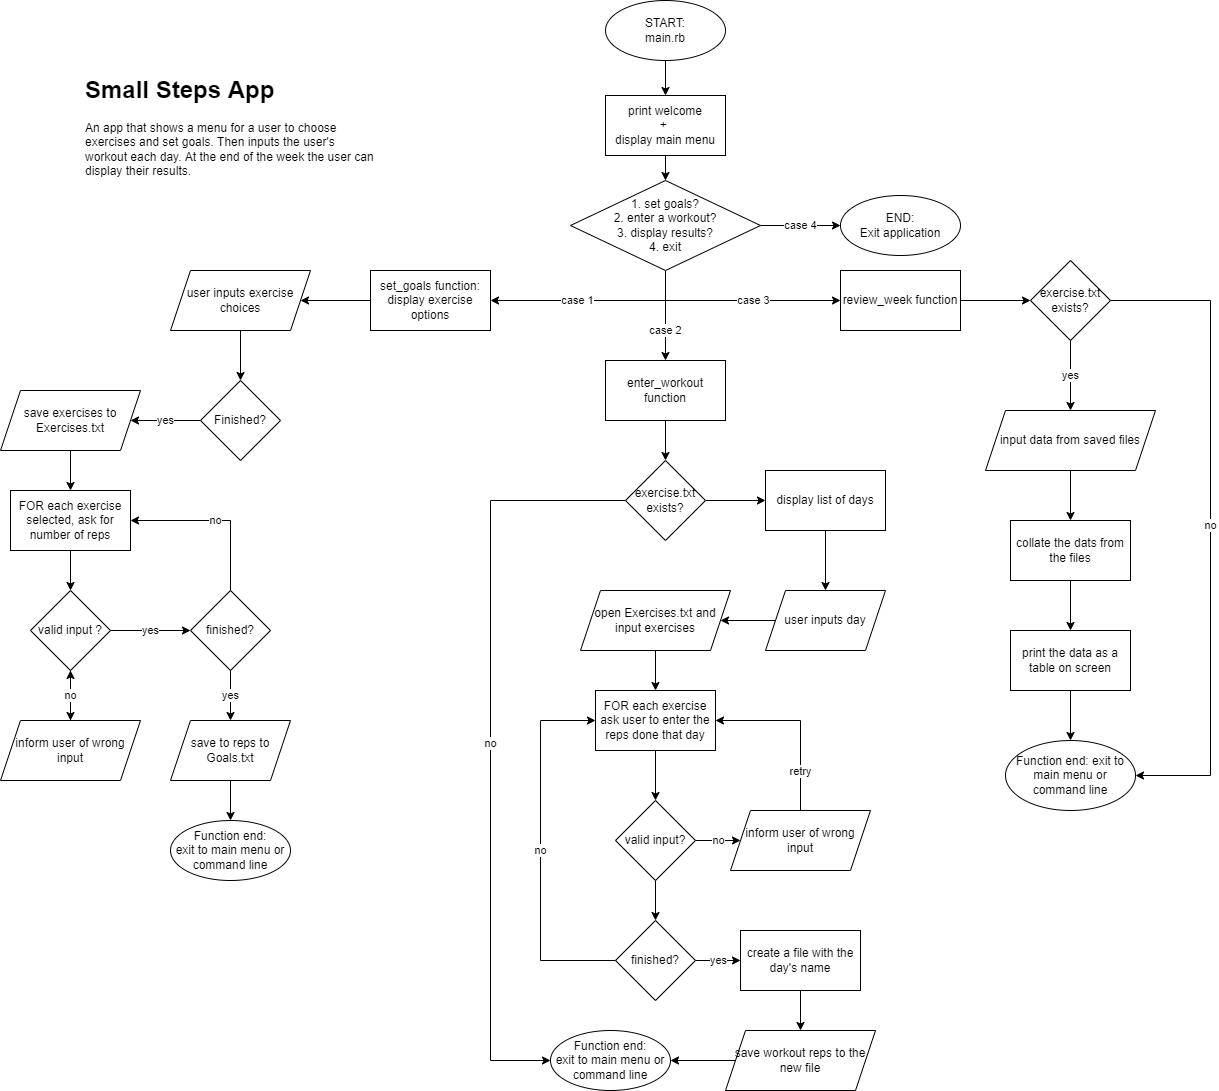 START:
main.rb
Small Steps App
An app that shows a menu for a user to choose
exercises and set goals. Then inputs the user's
workout each day. At the end of the week the user can
display their results.
print welcome
+
display main menu
1. set goals?
2. enter a workout?
3. display results?
4. exit
case 4
END:
Exit application
case 1
case 3
case 2
set_goals function:
display exercise
options
user inputs exercise
choices
Finished?
yes
save exercises to
Exercises.txt
FOR each exercise
selected, ask for
number of reps
no
valid input ?
yes
finished?
no
yes
inform user of wrong
input
save to reps to
Goals.txt
Function end:
exit to main menu or
command line
enter_workout
function
exercise.txt
exists?
display list of days
user inputs day
open Exercises.txt and
input exercises
FOR each exercise
ask user to enter the
reps done that day
no
retry
valid input?
no
inform user of wrong
input
no
finished?
yes
create a file with the
day's name
save workout reps to the
new file
Function end:
exit to main menu or
command line
review_week function
exercise.txt
exists?
yes
no
input data from saved files
collate the dats from
the files
print the data as a
table on screen
Function end: exit to
main menu or
command line